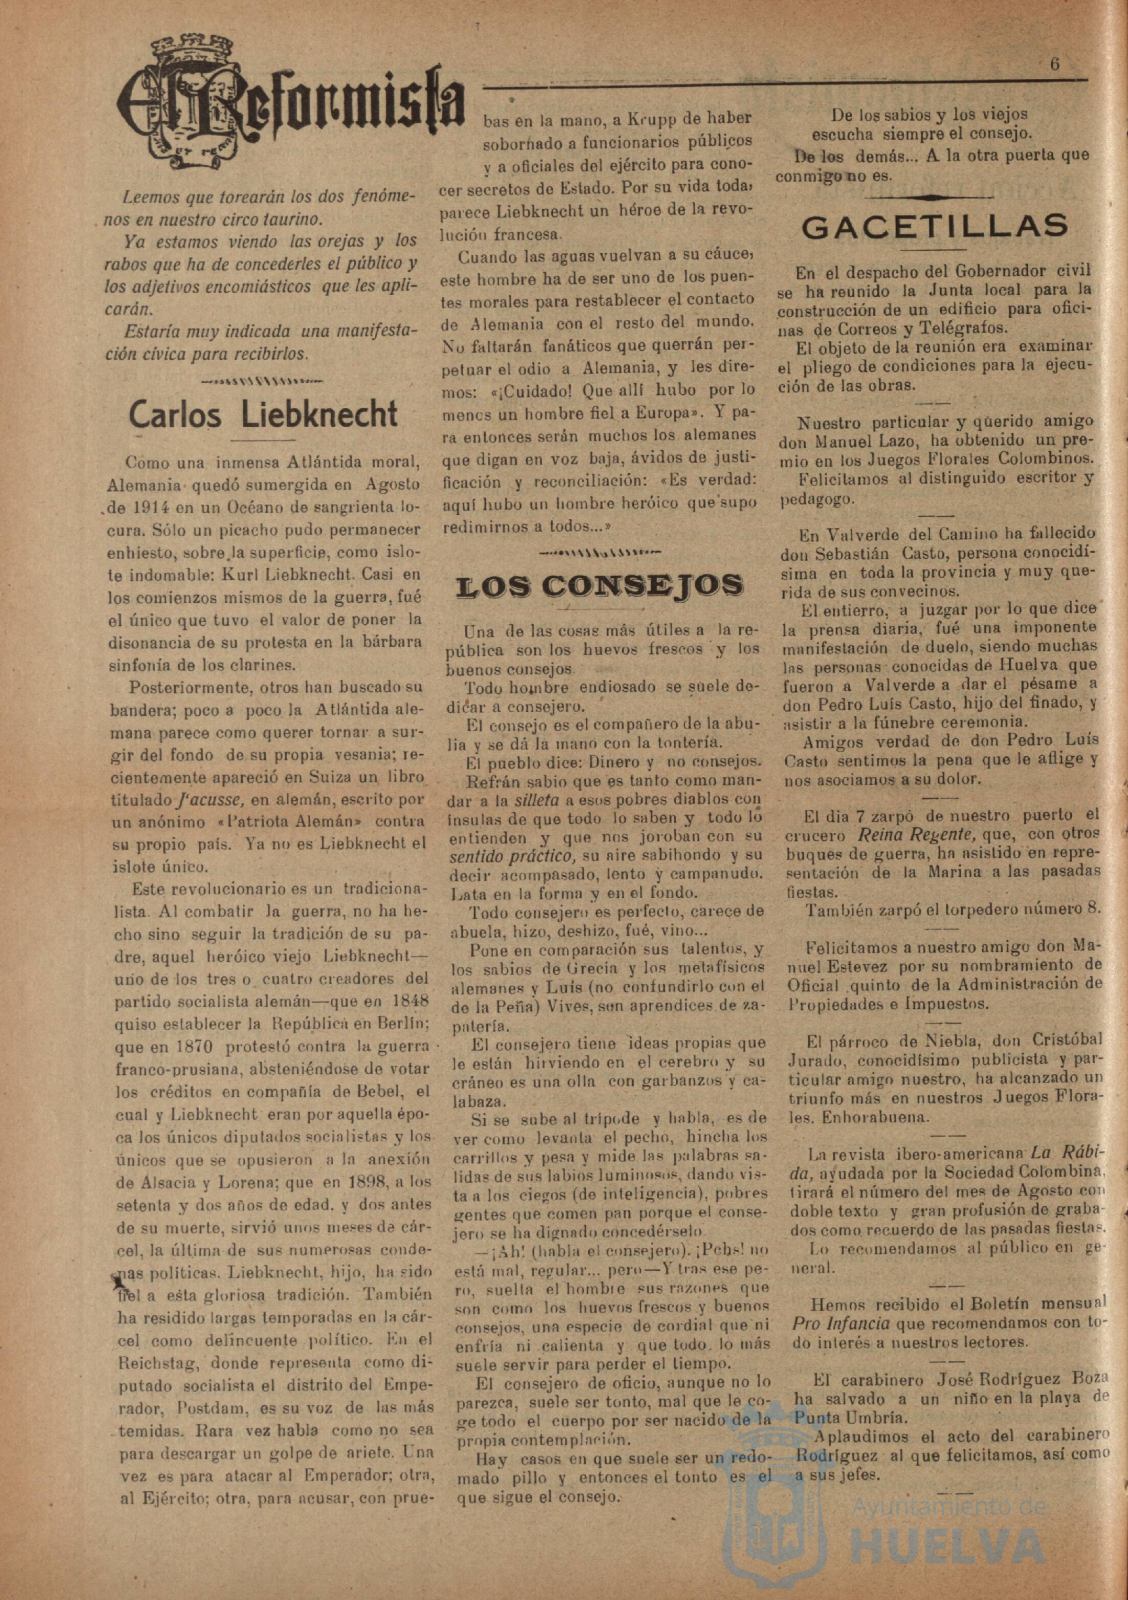 El Reformista
6
Leemos que torearán los dos fenóme-
nos en nuestro circo taurino.
Ya estamos viendo las orejas y los
rabos que ha de concederles el público y
los adjetivos encomiásticos que les apli-
carán.
Estaría muy indicada una manifesta-
ción cívica para recibirlos.
Carlos Liebknecht
Como una inmensa Atlántida moral,
Alemania quedó sumergida en Agosto
de 1914 en un Océano de sangrienta lo-
cura. Sólo un picacho pudo permanecer
enhiesto, sobre la superficie, como islo-
te indomable: Kurl Liebknecht. Casi en
los comienzos mismos de la guerra, fué
el único que tuvo el valor de poner la
disonancia de su protesta en la bárbara
sinfonía de los clarines.
Posteriormente, otros han buscado su
bandera; poco a poco la Atlántida ale-
mana parece como querer tornar a sur-
gir del fondo de su propia vesania; re-
cientemente apareció en Suiza un libro
titulado J'acusse, en alemán, escrito por
un anónimo «Patriota Alemán» contra
su propio país. Ya no es Liebknecht el
islote único.
Este revolucionario es un tradiciona-
lista. Al combatir la guerra, no ha he-
cho sino seguir la tradición de su pa-
dre, aquel heróico viejo Liebknecht—
uno de los tres o cuatro creadores del
partido socialista alemán—que en 1848
quiso establecer la República en Berlín;
que en 1870 protestó contra la guerra
franco-prusiana, absteniéndose de votar
los créditos en compañía de Bebel, el
cual y Liebknecht eran por aquella épo-
ca los únicos diputados socialistas y los
únicos que se opusieron a la anexión
de Alsacia y Lorena; que en 1898, a los
setenta y dos años de edad, y dos antes
de su muerte, sirvió unos meses de cár-
cel, la última de sus numerosas conde-
nas políticas. Liebknecht, hijo, ha sido
fiel a esta gloriosa tradición. También
ha residido largas temporadas en la cár-
cel como delincuente político. En el
Reichstag, donde representa como di-
putado socialista el distrito del Empe-
rador, Postdam, es su voz de las más
temidas. Rara vez habla como no sea
para descargar un golpe de ariete. Una
vez es para atacar al Emperador; otra,
al Ejército; otra, para acusar, con prue-
bas en la mano, a Krupp de haber
sobornado a funcionarios públicos
y a oficiales del ejército para cono-
cer secretos de Estado. Por su vida toda,
parece Liebknecht un héroe de la revo-
lución francesa.
Cuando las aguas vuelvan a su cáuce,
este hombre ha de ser uno de los puen-
tes morales para restablecer el contacto
de Alemania con el resto del mundo.
No faltarán fanáticos que querrán per-
petuar el odio a Alemania, y les dire-
mos: «¡Cuidado! Que allí hubo por lo
menos un hombre fiel a Europa». Y pa-
ra entonces serán muchos los alemanes
que digan en voz baja, ávidos de justi-
ficación y reconciliación: «Es verdad:
aquí hubo un hombre heróico que supo
redimirnos a todos...»
LOS CONSEJOS
Una de las cosas más útiles a la re-
pública son los huevos frescos y los
buenos consejos.
Todo hombre endiosado se suele de-
dicar a consejero.
El consejo es el compañero de la abu-
lia y se dá la mano con la tontería.
El pueblo dice: Dinero y no consejos.
Refrán sabio que es tanto como man-
dar a la silleta a esos pobres diablos con
ínsulas de que todo lo saben y todo lo
entienden y que nos joroban con su
sentido práctico, su aire sabihondo y su
decir acompasado, lento y campanudo.
Lata en la forma y en el fondo.
Todo consejero es perfecto, carece de
abuela, hizo, deshizo, fué, vino...
Pone en comparación sus talentos, y
los sabios de Grecia y los metafísicos
alemanes y Luis (no confundirlo con el
de la Peña) Vives, son aprendices de za-
patería.
El consejero tiene ideas propias que
le están hirviendo en el cerebro y su
cráneo es una olla con garbanzos y ca-
labaza.
Si se sube al trípode y habla, es de
ver como levanta el pecho, hincha los
carrillos y pesa y mide las palabras sa-
lidas de sus labios luminosos, dando vis-
ta a los ciegos (de inteligencia), pobres
gentes que comen pan porque el conse-
jero se ha dignado concedérselo.
—¡Ah! (habla el consejero). ¡Pchs! no
está mal, regular... pero—Y tras ese pe-
ro, suelta el hombre sus razones que
son como los huevos frescos y buenos
consejos, una especie de cordial que ni
enfría ni calienta y que todo lo más
suele servir para perder el tiempo.
El consejero de oficio, aunque no lo
parezca, suele ser tonto, mal que le co-
ge todo el cuerpo por ser nacido de la
propia contemplación.
Hay casos en que suele ser un redo-
mado pillo y entonces el tonto es el
que sigue el consejo.
De los sabios y los viejos
escucha siempre el consejo.
De los demás... A la otra puerta que
conmigo no es.
GACETILLAS
En el despacho del Gobernador civil
se ha reunido la Junta local para la
construcción de un edificio para ofici-
nas de Correos y Telégrafos.
El objeto de la reunión era examinar
el pliego de condiciones para la ejecu-
ción de las obras.
Nuestro particular y querido amigo
don Manuel Lazo, ha obtenido un pre-
mio en los Juegos Florales Colombinos.
Felicitamos al distinguido escritor y
pedagogo.
En Valverde del Camino ha fallecido
don Sebastián Casto, persona conocidí-
sima en toda la provincia y muy que-
rida de sus convecinos.
El entierro, a juzgar por lo que dice
la prensa diaria, fué una imponente
manifestación de duelo, siendo muchas
las personas conocidas de Huelva que
fueron a Valverde a dar el pésame a
don Pedro Luís Casto, hijo del finado, y
asistir a la fúnebre ceremonia.
Amigos verdad de don Pedro Luís
Casto sentimos la pena que le aflige y
nos asociamos a su dolor.
El dia 7 zarpó de nuestro puerto el
crucero Reina Regente, que, con otros
buques de guerra, ha asistido en repre-
sentación de la Marina a las pasadas
fiestas.
También zarpó el torpedero número 8.
Felicitamos a nuestro amigo don Ma-
nuel Estevez por su nombramiento de
Oficial quinto de la Administración de
Propiedades e Impuestos.
El párroco de Niebla, don Cristóbal
Jurado, conocidísimo publicista y par-
ticular amigo nuestro, ha alcanzado un
triunfo más en nuestros Juegos Flora-
les. Enhorabuena.
La revista ibero-americana La Rábi-
da, ayudada por la Sociedad Colombina,
tirará el número del mes de Agosto con
doble texto y gran profusión de graba-
dos como recuerdo de las pasadas fiestas.
Lo recomendamos al público en ge-
neral.
Hemos recibido el Boletín mensual
Pro Infancia que recomendamos con to-
do interés a nuestros lectores.
El carabinero José Rodríguez Boza
ha salvado a un niño en la playa de
Punta Umbría.
Aplaudimos el acto del carabinero
Rodríguez al que felicitamos, así como
a sus jefes.
Ayuntamiento de
HUELVA